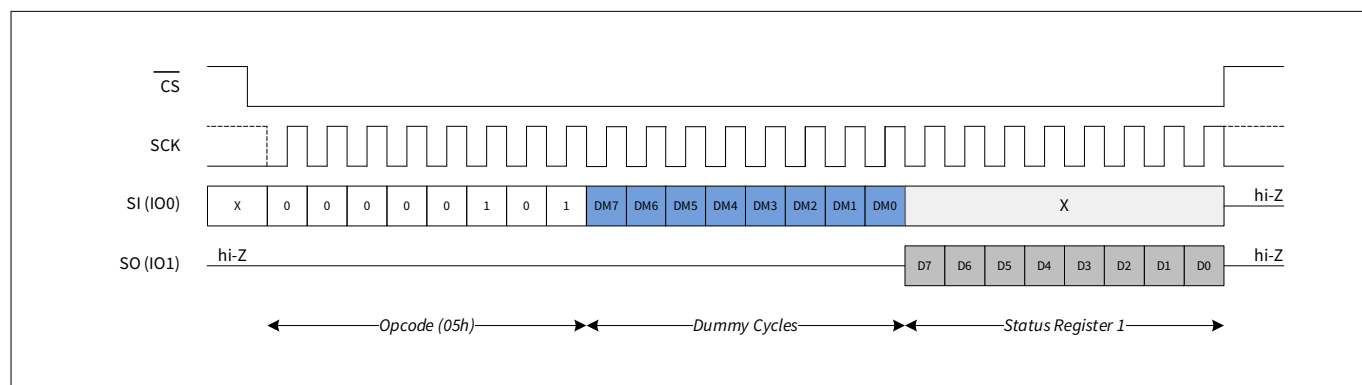 CS
SCK
SI (IO0) X 0 0 0 0 0 1 0 1 DM7 DM6 DM5 DM4 DM3 DM2 DM1 DM0 X hi-Z
SO (IO1) hi-Z D7 D6 D5 D4 D3 D2 D1 D0 hi-Z
Opcode (05h) Dummy Cycles Status Register 1